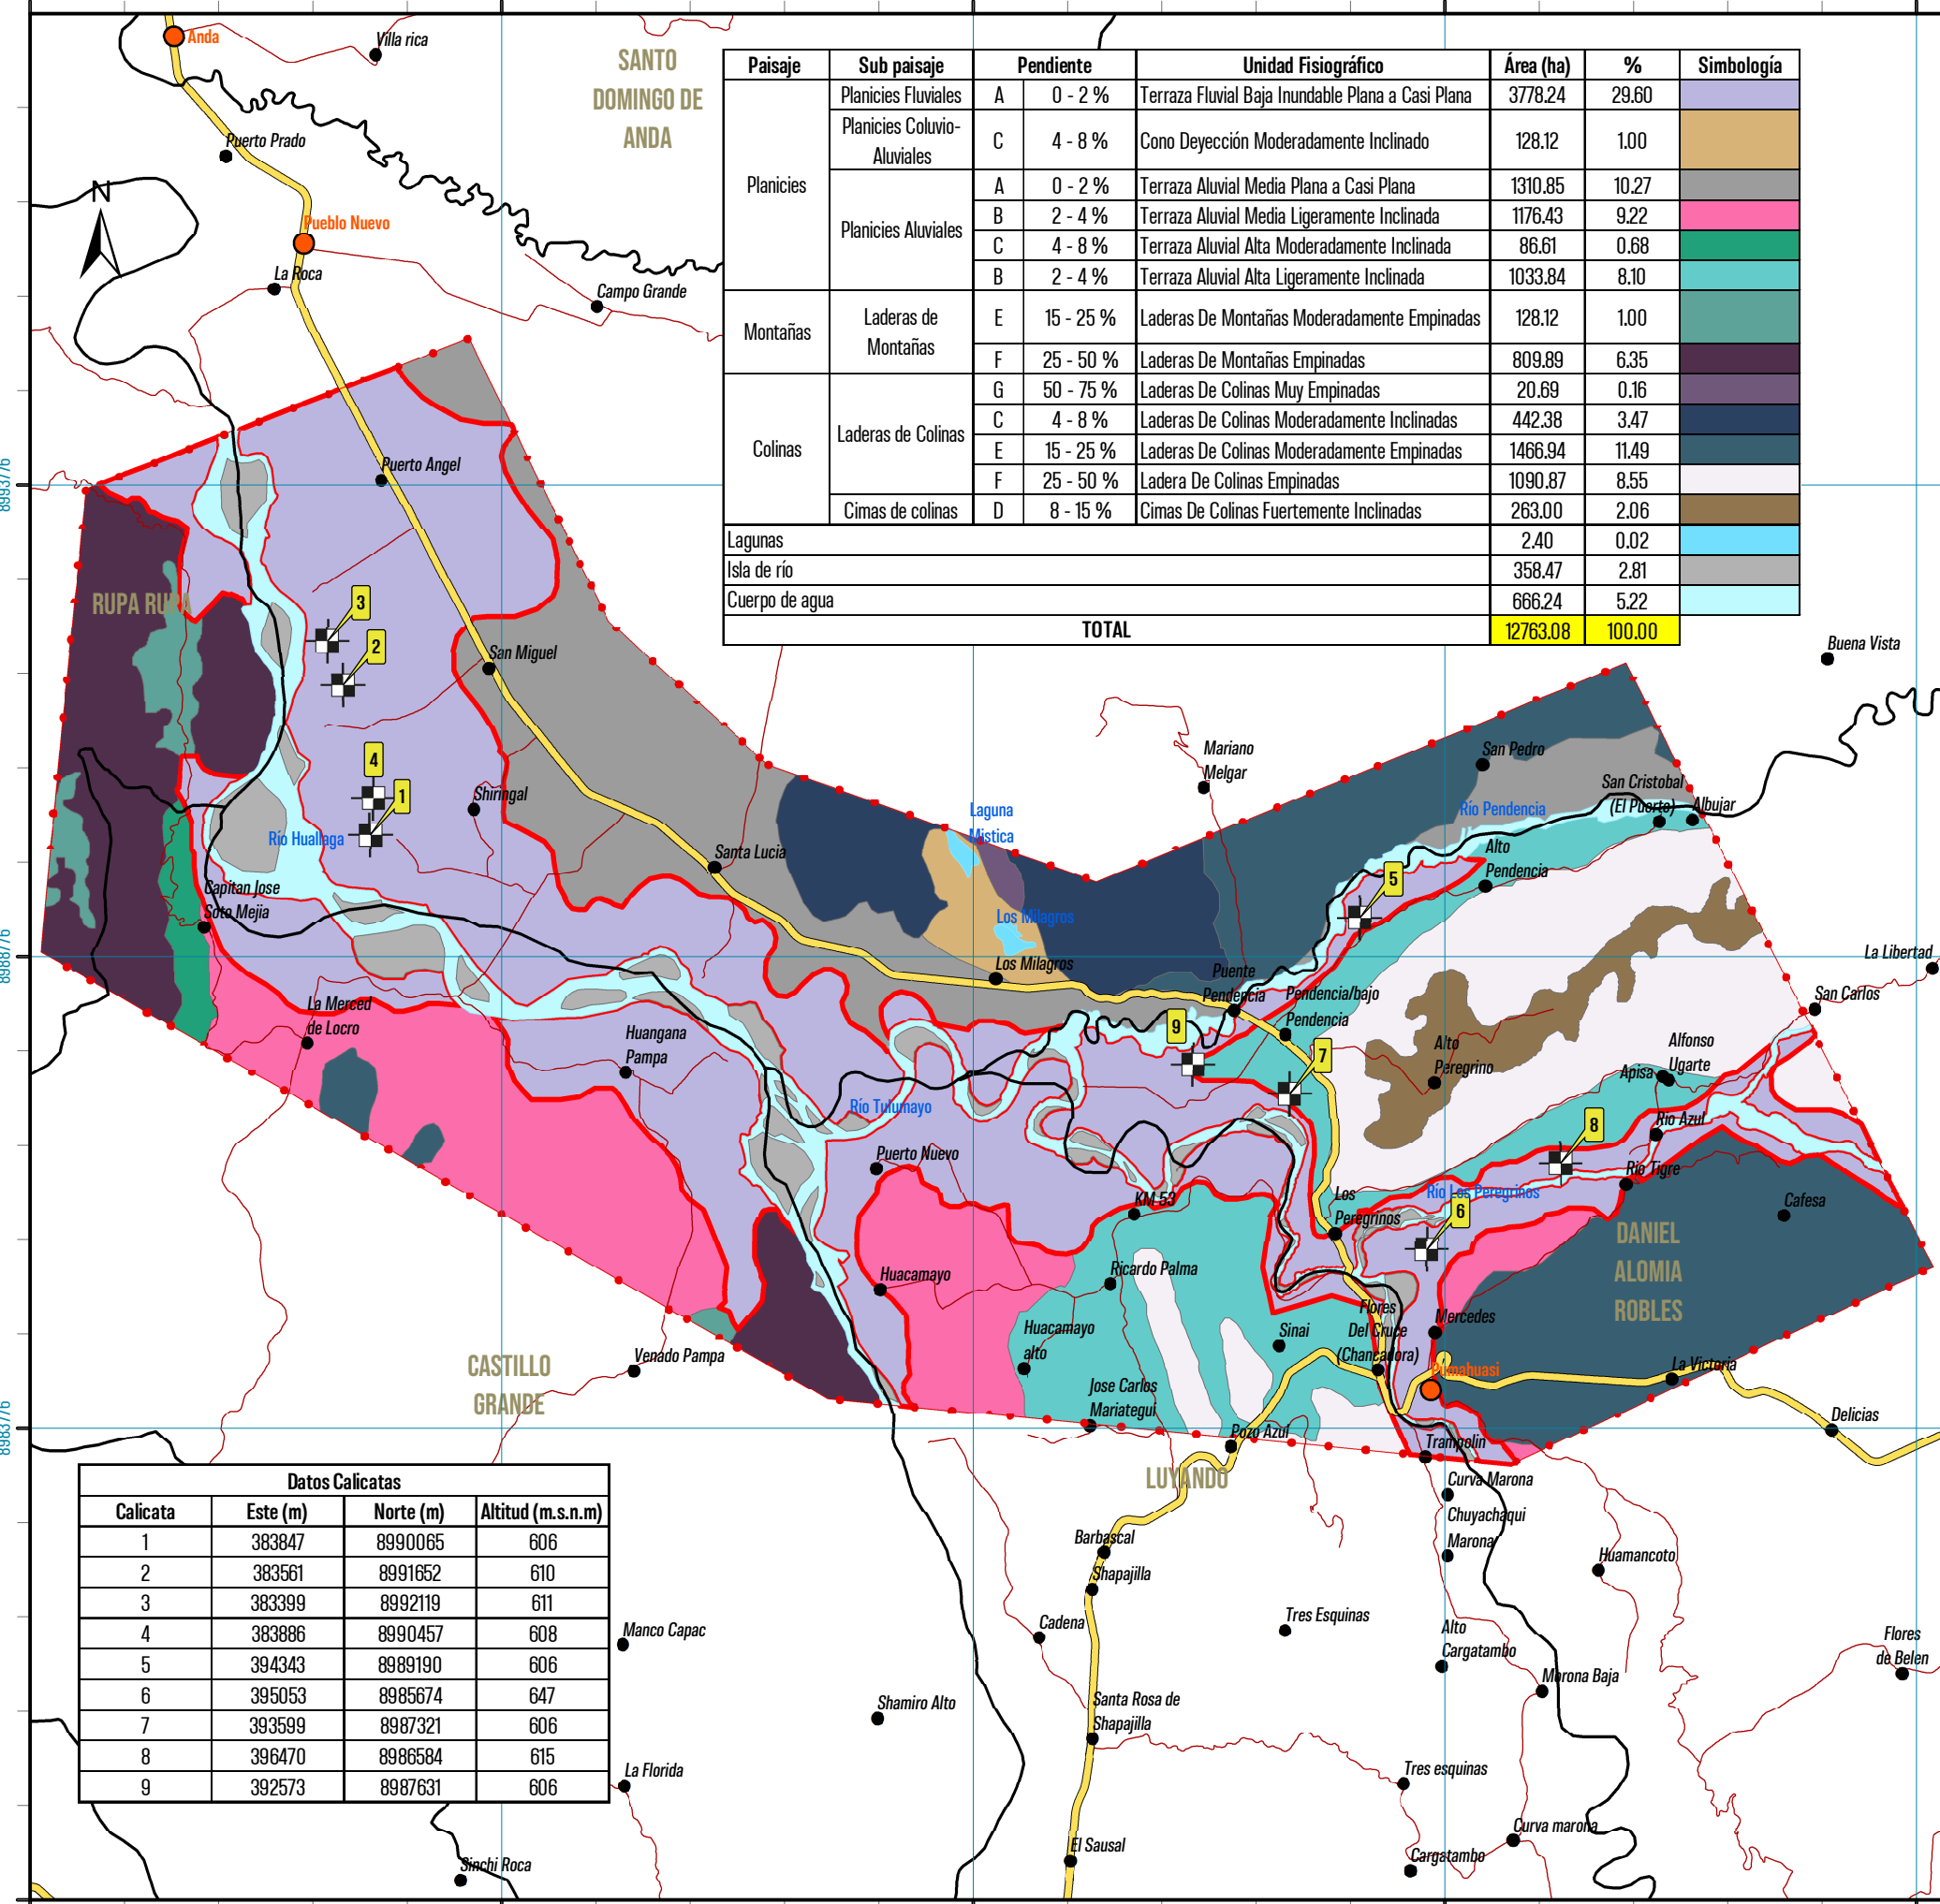 Anda
Villa rica
SANTO
DOMINGO DE
ANDA
Puerto Prado
N
Pueblo Nuevo
La Roca
Campo Grande
Paisaje Sub paisaje Pendiente Unidad Fisiográfico Área (ha) % Simbología
Planicies Fluviales A 0 - 2 % Terraza Fluvial Baja Inundable Plana a Casi Plana 3778.24 29.60
Planicies Coluvio-
Aluviales C 4 - 8 % Cono Deyección Moderadamente Inclinado 128.12 1.00
Planicies
A 0 - 2 % Terraza Aluvial Media Plana a Casi Plana 1310.85 10.27
Planicies Aluviales
B 2 - 4 % Terraza Aluvial Media Ligeramente Inclinada 1176.43 9.22
C 4 - 8 % Terraza Aluvial Alta Moderadamente Inclinada 86.61 0.68
B 2 - 4 % Terraza Aluvial Alta Ligeramente Inclinada 1033.84 8.10
Montañas
Laderas de
Montañas
E 15 - 25 % Laderas De Montañas Moderadamente Empinadas 128.12 1.00
F 25 - 50 % Laderas De Montañas Empinadas 809.89 6.35
Colinas
Laderas de Colinas
G 50 - 75 % Laderas De Colinas Muy Empinadas 20.69 0.16
C 4 - 8 % Laderas De Colinas Moderadamente Inclinadas 442.38 3.47
E 15 - 25 % Laderas De Colinas Moderadamente Empinadas 1466.94 11.49
F 25 - 50 % Ladera De Colinas Empinadas 1090.87 8.55
Cimas de colinas D 8 - 15 % Cimas De Colinas Fuertemente Inclinadas 263.00 2.06
Lagunas 2.40 0.02
Isla de río 358.47 2.81
Cuerpo de agua 666.24 5.22
TOTAL 12763.08 100.00
8993776
Puerto Angel
RUPA RUPA
3
2
San Miguel
Buena Vista
4
1
Shiringal
Río Huallaga
Mariano
Melgar
San Pedro
San Cristobal
(El Puerto)
Albujar
Río Pendencia
Laguna
Mistica
Santa Lucia
Alto
Pendencia
5
Capitan Jose
Soto Mejia
Los Milagros
Los Milagros
8988776
La Libertad
San Carlos
Puente
Pendencia
Pendencia/bajo
Pendencia
La Merced
de Locro
Huangana
Pampa
9
7
Alto
Peregrino
Alfonso
Ugarte
Apisa
Río Tulumayo
8
Rio Azul
Puerto Nuevo
Rio Tigre
KM 53
Los
Peregrinos
Río Los Peregrinos
6
Cafesa
DANIEL
ALOMIA
ROBLES
Huacamayo
Ricardo Palma
Huacamayo
alto
Sinai
Flores
Del Cruce
(Chancadora)
Mercedes
Pumahuasi
La Victoria
Venado Pampa
CASTILLO
GRANDE
Jose Carlos
Mariategui
Pozo Azul
Delicias
8983776
Trampolin
LUYANDO
Curva Marona
Chuyachaqui
Marona
Huamancoto
Barbascal
Shapajilla
Datos Calicatas
Calicata Este (m) Norte (m) Altitud (m.s.n.m)
1 383847 8990065 606
2 383561 8991652 610
3 383399 8992119 611
4 383886 8990457 608
5 394343 8989190 606
6 395053 8985674 647
7 393599 8987321 606
8 396470 8986584 615
9 392573 8987631 606
Manco Capac
Cadena
Tres Esquinas
Alto
Cargatambo
Flores
de Belen
Morona Baja
Shamiro Alto
Santa Rosa de
Shapajilla
La Florida
Tres esquinas
Curva marona
El Sausal
Cargatambo
Sinchi Roca